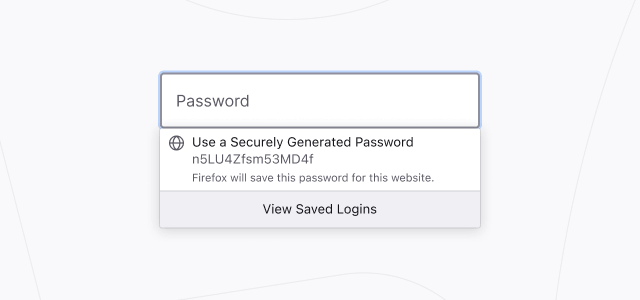 Password
Use a Securely Generated Password
n5LU4Zfsm53MD4f
Firefox will save this password for this website.
View Saved Logins